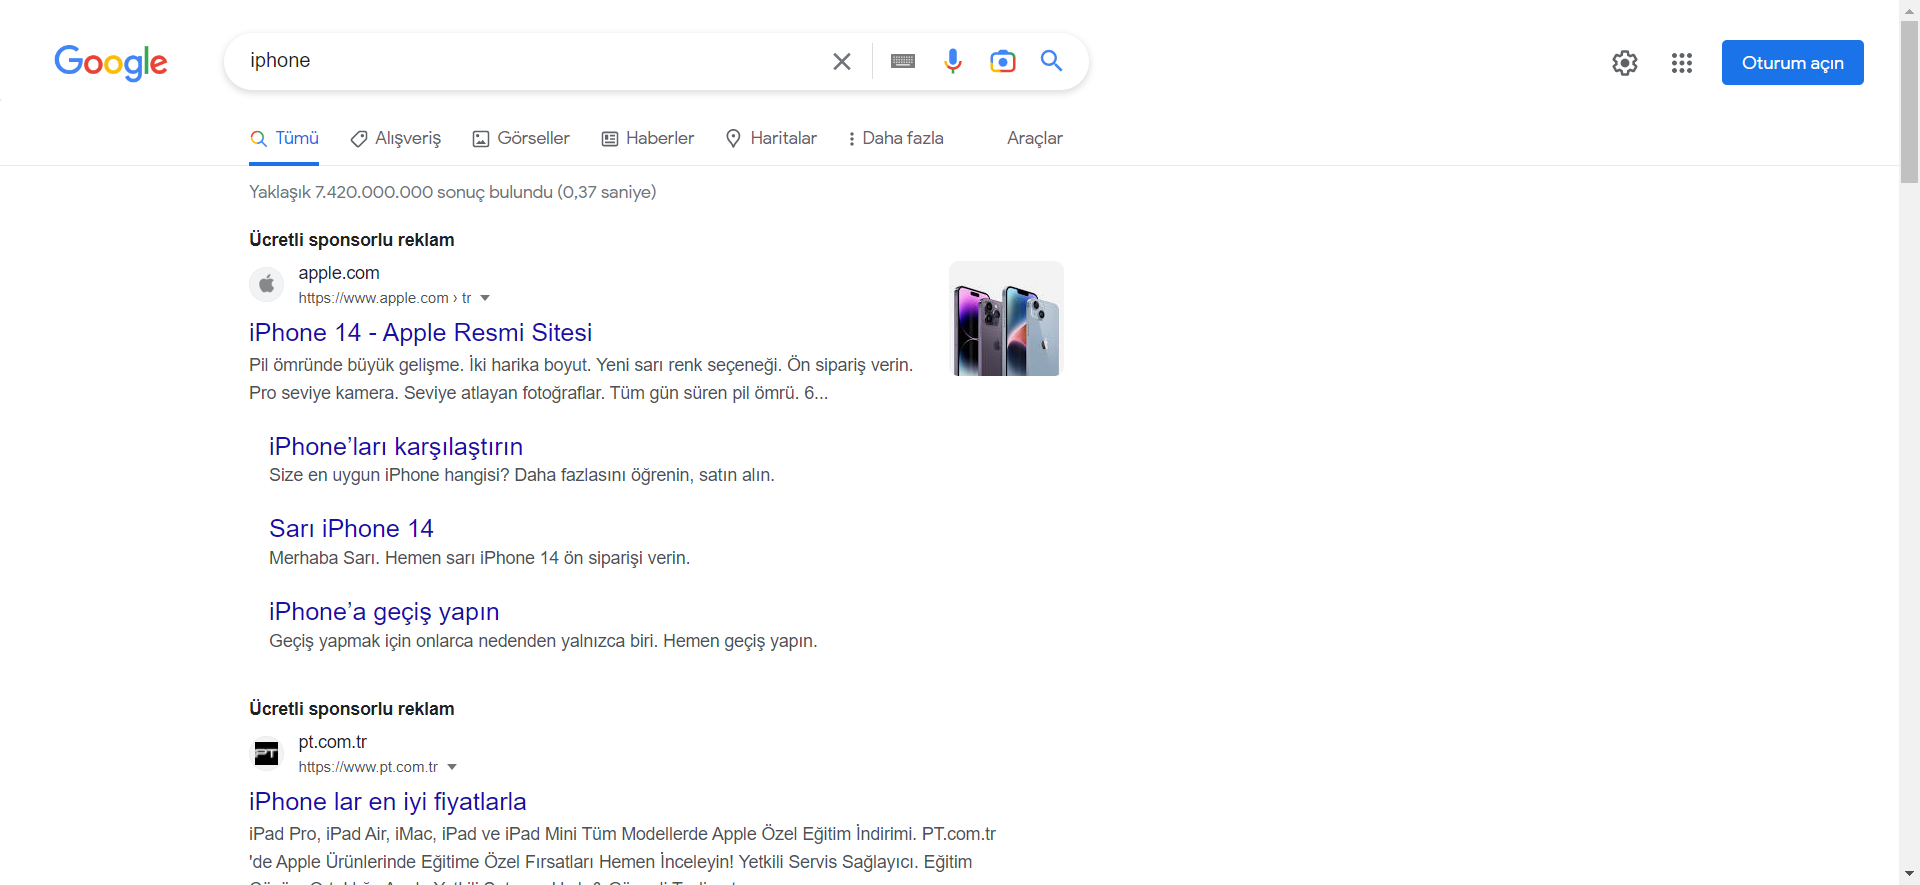 Google
iphone
Oturum açın
Tümü
Alışveriş
Görseller
Haberler
Haritalar
Daha fazla
Araçlar
Yaklaşık 7.420.000.000 sonuç bulundu (0,37 saniye)
Ücretli sponsorlu reklam
apple.com
https://www.apple.com › tr
iPhone 14 - Apple Resmi Sitesi
Pil ömründe büyük gelişme. İki harika boyut. Yeni sarı renk seçeneği. Ön sipariş verin.
Pro seviye kamera. Seviye atlayan fotoğraflar. Tüm gün süren pil ömrü. 6...
iPhone’ları karşılaştırın
Size en uygun iPhone hangisi? Daha fazlasını öğrenin, satın alın.
Sarı iPhone 14
Merhaba Sarı. Hemen sarı iPhone 14 ön siparişi verin.
iPhone’a geçiş yapın
Geçiş yapmak için onlarca nedenden yalnızca biri. Hemen geçiş yapın.
Ücretli sponsorlu reklam
PT
pt.com.tr
https://www.pt.com.tr
iPhone lar en iyi fiyatlarla
iPad Pro, iPad Air, iMac, iPad ve iPad Mini Tüm Modellerde Apple Özel Eğitim İndirimi. PT.com.tr
'de Apple Ürünlerinde Eğitime Özel Fırsatları Hemen İnceleyin! Yetkili Servis Sağlayıcı. Eğitim